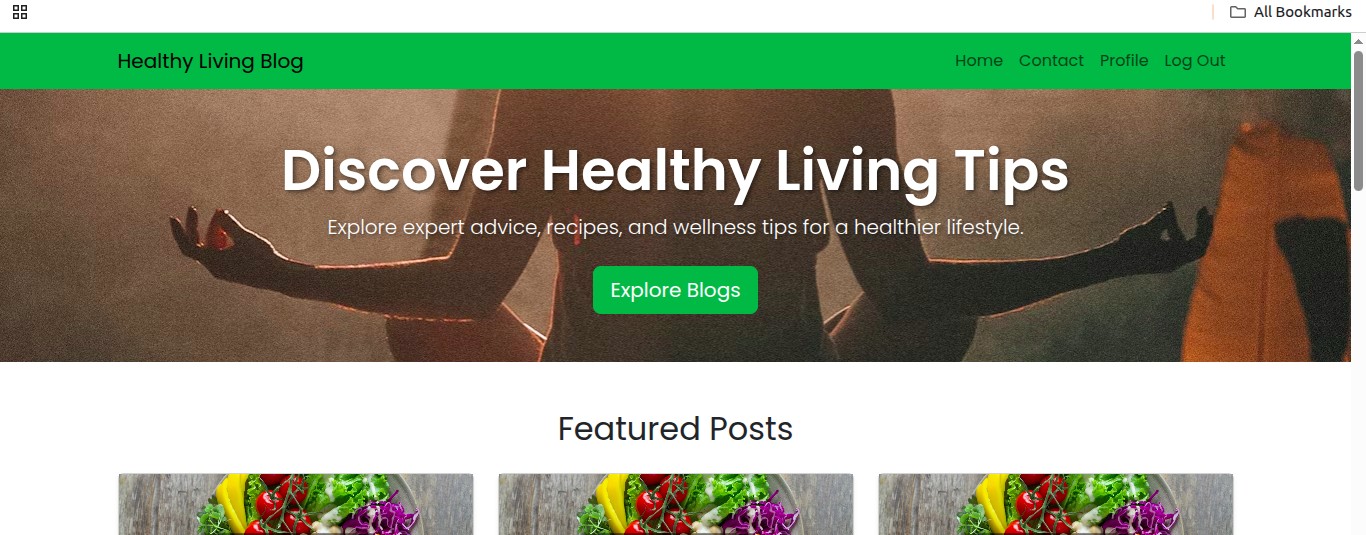 All Bookmarks
Healthy Living Blog
Home Contact Profile Log Out
Discover Healthy Living Tips
Explore expert advice, recipes, and wellness tips for a healthier lifestyle.
Explore Blogs
Featured Posts